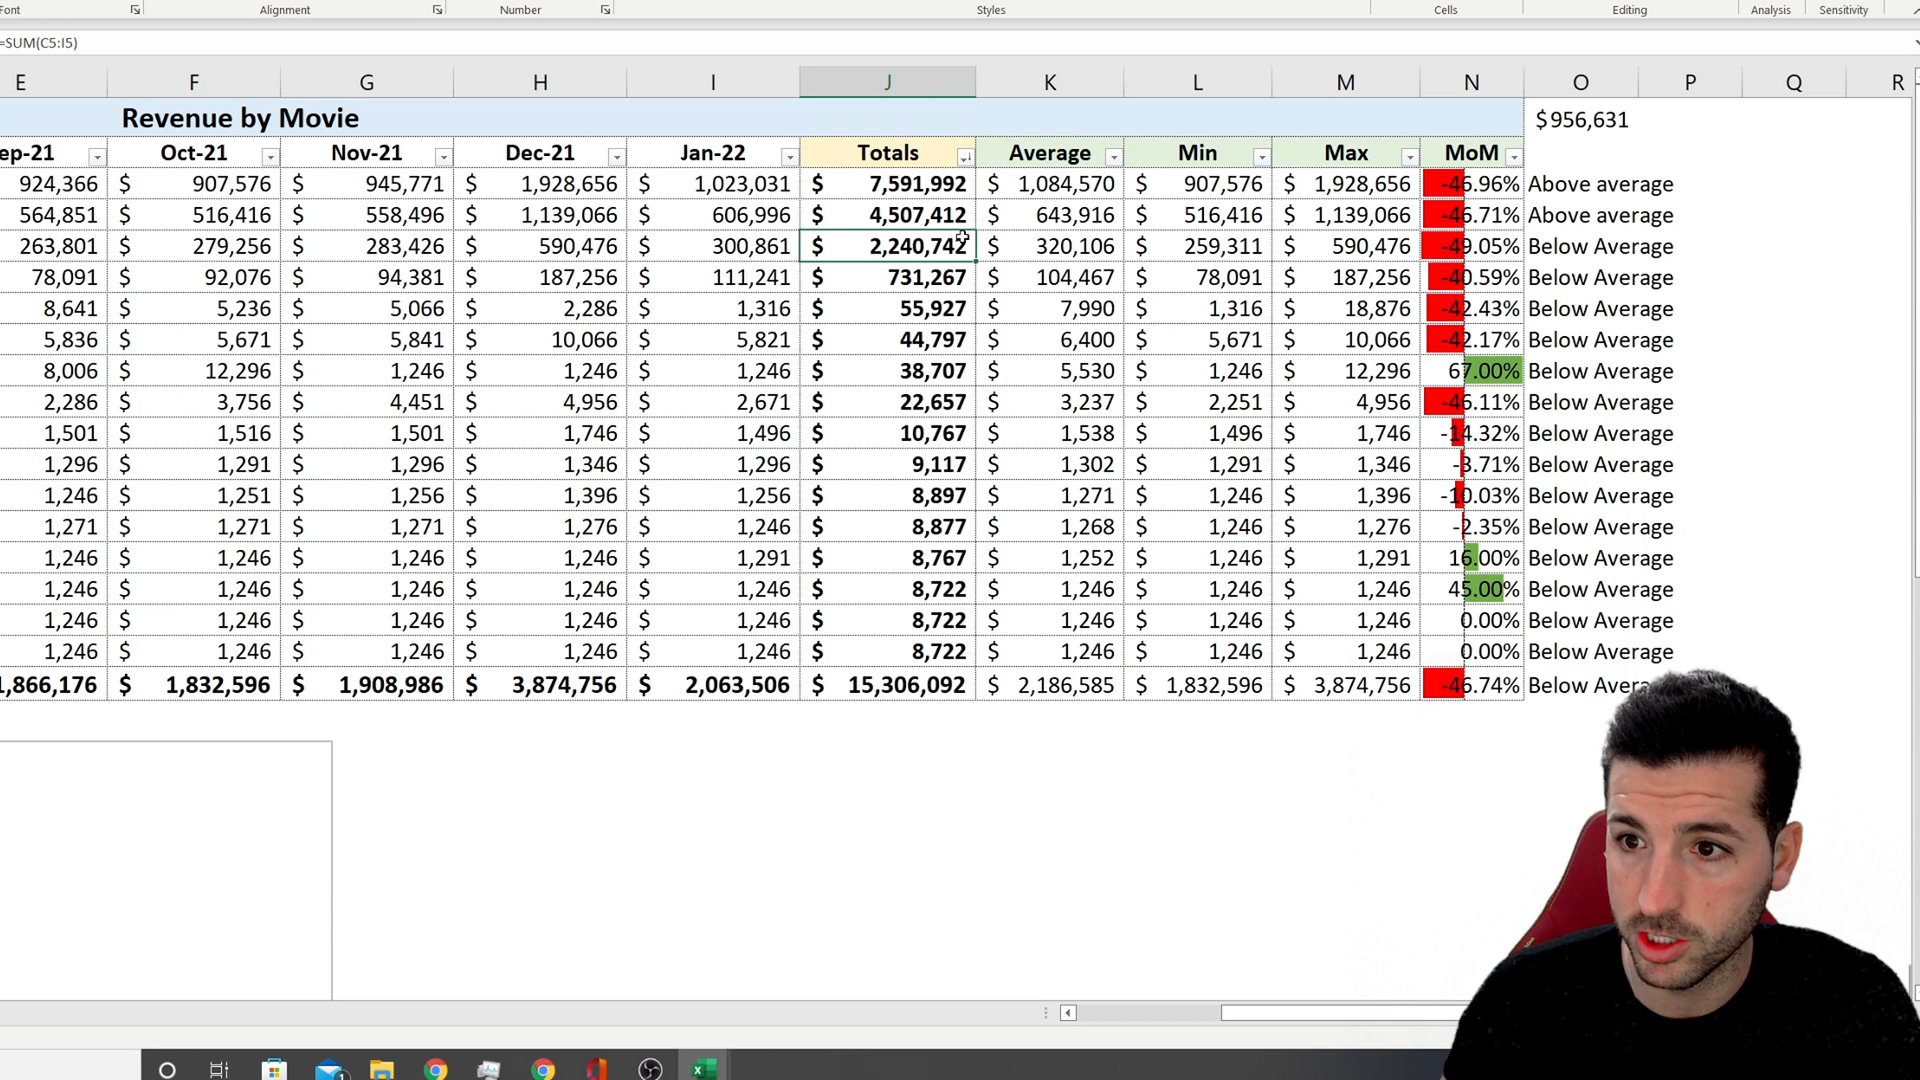 Font Alignment Number Styles Cells Editing Analysis Sensitivity
=SUM(C5:I5)
E F G H I J K L M N O P Q R
Revenue by Movie $956,631
ep-21 Oct-21 Nov-21 Dec-21 Jan-22 Totals Average Min Max MoM
924,366 $ 907,576 $ 945,771 $ 1,928,656 $ 1,023,031 $ 7,591,992 $ 1,084,570 $ 907,576 $ 1,928,656 -46.96% Above average
564,851 $ 516,416 $ 558,496 $ 1,139,066 $ 606,996 $ 4,507,412 $ 643,916 $ 516,416 $ 1,139,066 -46.71% Above average
263,801 $ 279,256 $ 283,426 $ 590,476 $ 300,861 $ 2,240,742 $ 320,106 $ 259,311 $ 590,476 -49.05% Below Average
78,091 $ 92,076 $ 94,381 $ 187,256 $ 111,241 $ 731,267 $ 104,467 $ 78,091 $ 187,256 -40.59% Below Average
8,641 $ 5,236 $ 5,066 $ 2,286 $ 1,316 $ 55,927 $ 7,990 $ 1,316 $ 18,876 -42.43% Below Average
5,836 $ 5,671 $ 5,841 $ 10,066 $ 5,821 $ 44,797 $ 6,400 $ 5,671 $ 10,066 -42.17% Below Average
8,006 $ 12,296 $ 1,246 $ 1,246 $ 1,246 $ 38,707 $ 5,530 $ 1,246 $ 12,296 67.00% Below Average
2,286 $ 3,756 $ 4,451 $ 4,956 $ 2,671 $ 22,657 $ 3,237 $ 2,251 $ 4,956 -46.11% Below Average
1,501 $ 1,516 $ 1,501 $ 1,746 $ 1,496 $ 10,767 $ 1,538 $ 1,496 $ 1,746 -14.32% Below Average
1,296 $ 1,291 $ 1,296 $ 1,346 $ 1,296 $ 9,117 $ 1,302 $ 1,291 $ 1,346 -3.71% Below Average
1,246 $ 1,251 $ 1,256 $ 1,396 $ 1,256 $ 8,897 $ 1,271 $ 1,246 $ 1,396 -10.03% Below Average
1,271 $ 1,271 $ 1,271 $ 1,276 $ 1,246 $ 8,877 $ 1,268 $ 1,246 $ 1,276 -2.35% Below Average
1,246 $ 1,246 $ 1,246 $ 1,246 $ 1,291 $ 8,767 $ 1,252 $ 1,246 $ 1,291 16.00% Below Average
1,246 $ 1,246 $ 1,246 $ 1,246 $ 1,246 $ 8,722 $ 1,246 $ 1,246 $ 1,246 45.00% Below Average
1,246 $ 1,246 $ 1,246 $ 1,246 $ 1,246 $ 8,722 $ 1,246 $ 1,246 $ 1,246 0.00% Below Average
1,246 $ 1,246 $ 1,246 $ 1,246 $ 1,246 $ 8,722 $ 1,246 $ 1,246 $ 1,246 0.00% Below Average
1,866,176 $ 1,832,596 $ 1,908,986 $ 3,874,756 $ 2,063,506 $ 15,306,092 $ 2,186,585 $ 1,832,596 $ 3,874,756 -46.74% Below Aver